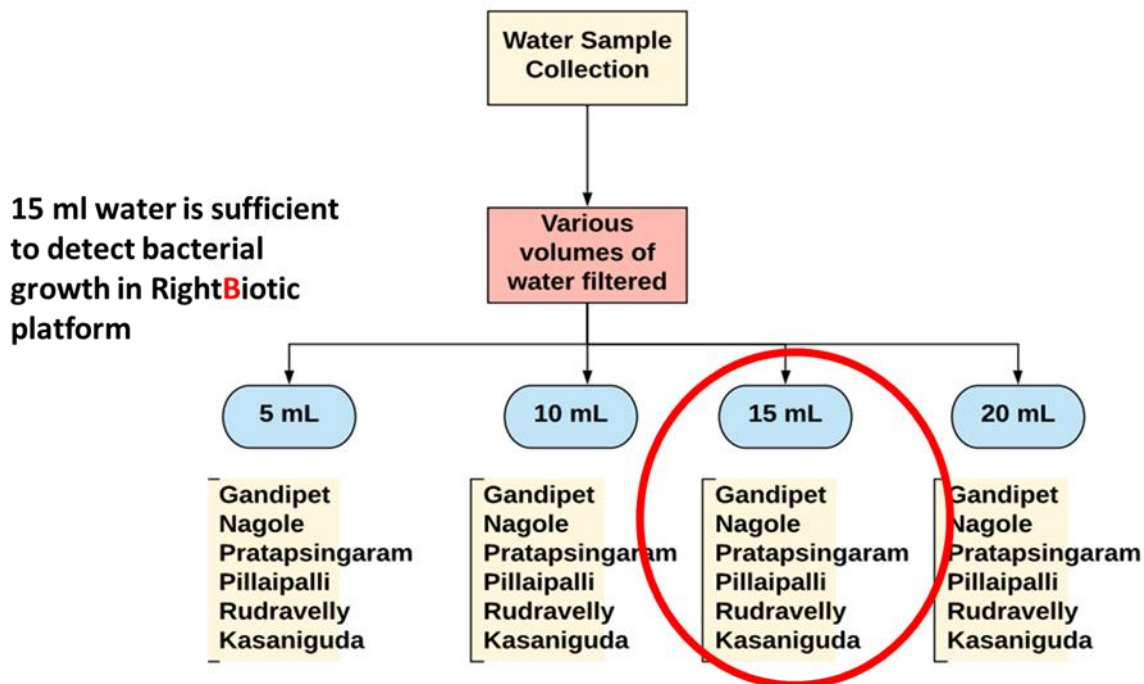 Water Sample
Collection
15 ml water is sufficient
to detect bacterial
growth in RightBiotic
platform
Various
volumes of
water filtered
5 mL
10 mL
15 mL
20 mL
Gandipet
Nagole
Pratapsingaram
Pillaipalli
Rudravelly
Kasaniguda
Gandipet
Nagole
Pratapsingaram
Pillaipalli
Rudravelly
Kasaniguda
Gandipet
Nagole
Pratapsingaram
Pillaipalli
Rudravelly
Kasaniguda
Gandipet
Nagole
Pratapsingaram
Pillaipalli
Rudravelly
Kasaniguda